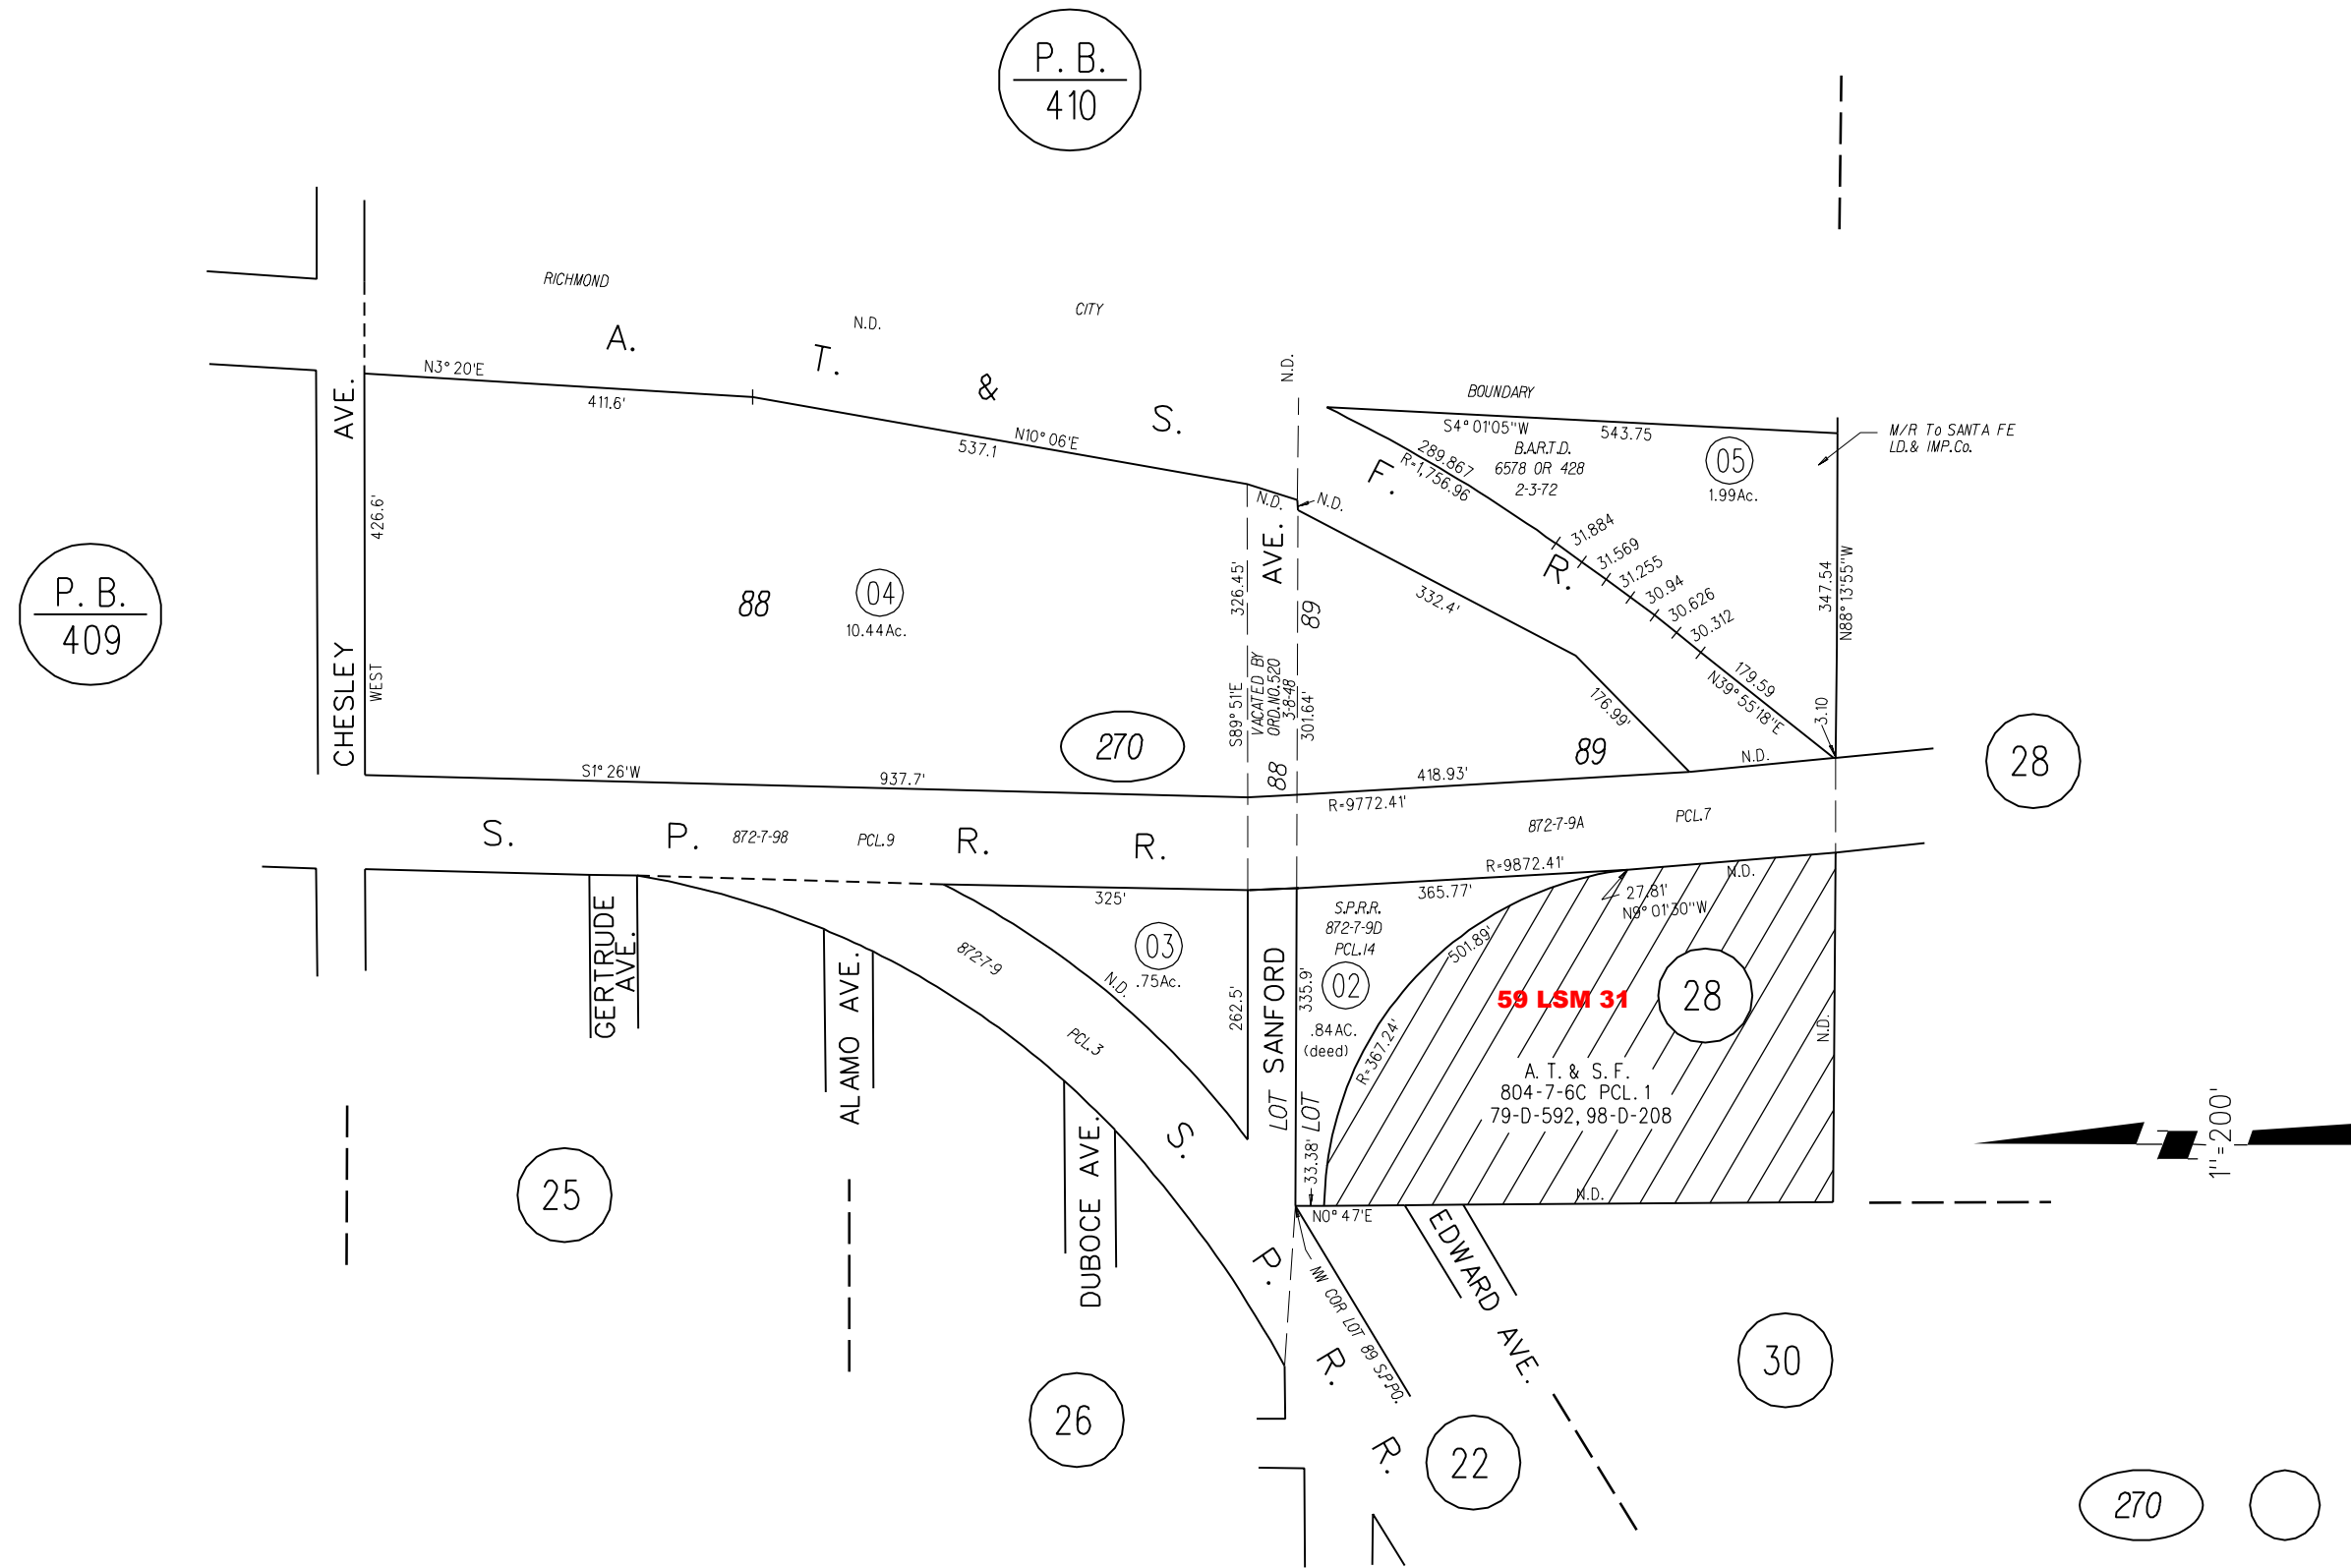 P. B.
410
RICHMOND
CITY
N.D.
A. T. & S. F. R.
N3° 20'E
411.6'
N10° 06'E
537.1
N.D.
BOUNDARY
S4° 01'05"W
543.75
B.A.R.T.D.
6578 OR 428
2-3-72
05
1.99Ac.
M/R To SANTA FE
LD.& IMP.Co.
289.867
R=1,756.96
31.884
31.569
31.255
30.94
30.626
30.312
179.59
N39° 55'18"E
3.10
347.54
N88° 13'55"W
N.D.
N.D.
332.4'
176.99'
P. B.
409
CHESLEY AVE.
426.6'
WEST
88
04
10.44Ac.
270
326.45'
S89° 51'E
VACATED BY
ORD.NO.520
3-8-48
301.64'
AVE.
89
88
89
S1° 26'W
937.7'
418.93'
R=9772.41'
N.D.
28
S. P. R. R.
872-7-98
PCL.9
872-7-9A
PCL.7
R=9872.41'
365.77'
325'
N.D.
27.81'
N9° 01'30"W
GERTRUDE
AVE.
ALAMO AVE.
DUBOCE AVE.
872-7-9
PCL.3
N.D.
03
.75Ac.
262.5'
LOT
SANFORD
335.9'
S.P.R.R.
872-7-9D
PCL.14
02
.84AC.
(deed)
LOT
33.38'
501.89'
R=367.24'
59 LSM 31
28
A. T. & S. F.
804-7-6C PCL. 1
79-D-592, 98-D-208
N.D.
N.D.
N0° 47'E
S. P. R. R.
NW COR LOT 89 S.P.PO.
EDWARD AVE.
25
26
22
30
1"=200'
270